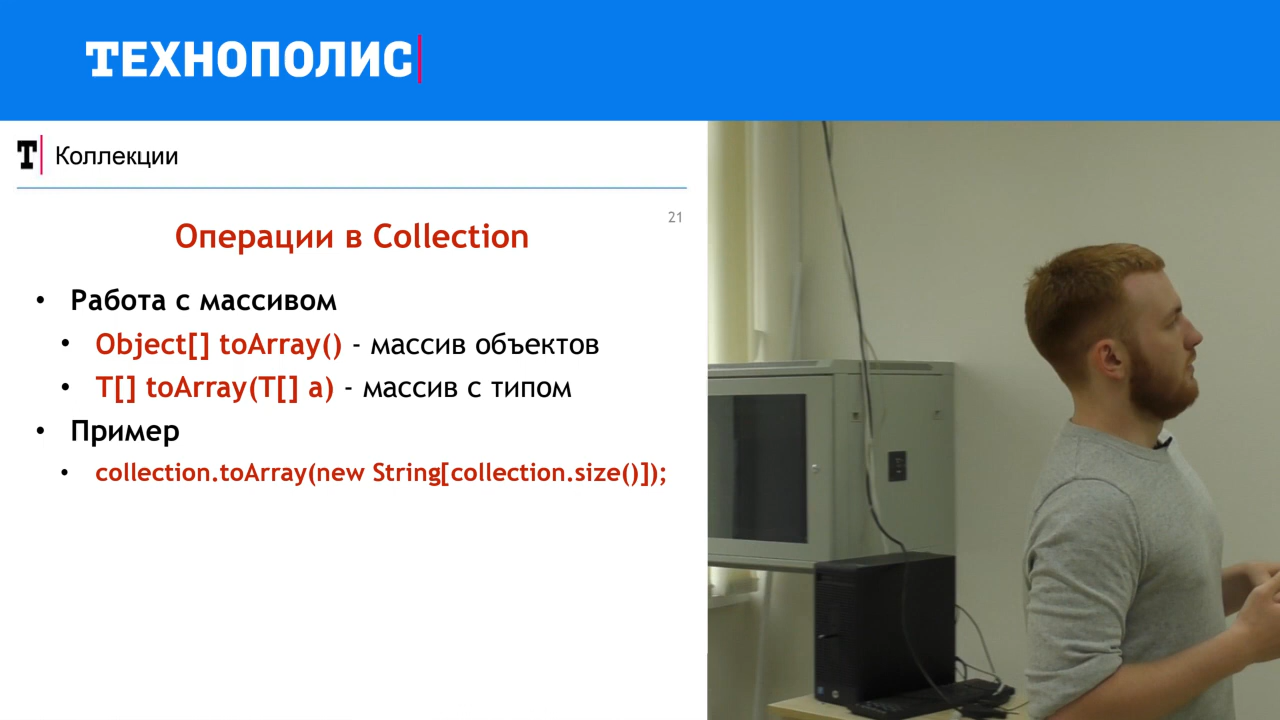 ТЕХНОПОЛИС
Т Коллекции
21
Операции в Collection
• Работа с массивом
• Object[] toArray() - массив объектов
• T[] toArray(T[] a) - массив с типом
• Пример
• collection.toArray(new String[collection.size()]);